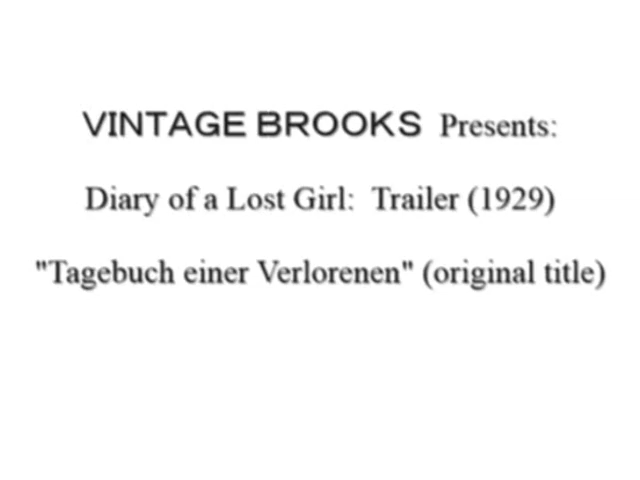 VINTAGE BROOKS Presents:
Diary of a Lost Girl: Trailer (1929)
"Tagebuch einer Verlorenen" (original title)